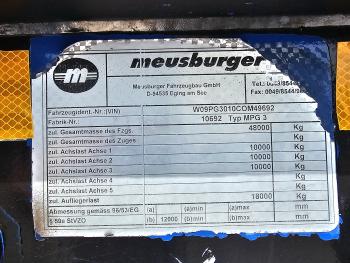 m
meusburger
Meusburger Fahrzeugbau GmbH
D-94535 Eging am See
Fahrzeugident.-Nr.:(VIN) W09PG3010COM49692
Fabrik-Nr.: 10692 Typ MPG 3
zul. Gesamtmasse des Fzgs. 48000 Kg
zul. Gesamtmasse des Zuges Kg
zul. Achslast Achse 1 10000 Kg
zul. Achslast Achse 2 10000 Kg
zul. Achslast Achse 3 10000 Kg
zul. Achslast Achse 4 Kg
zul. Achslast Achse 5 Kg
zul. Aufliegerlast 18000 Kg
Abmessung gemäss 96/53/EG (a) (a) max) mm
§ 59a StVZO (b) 12000 (b) max) mm